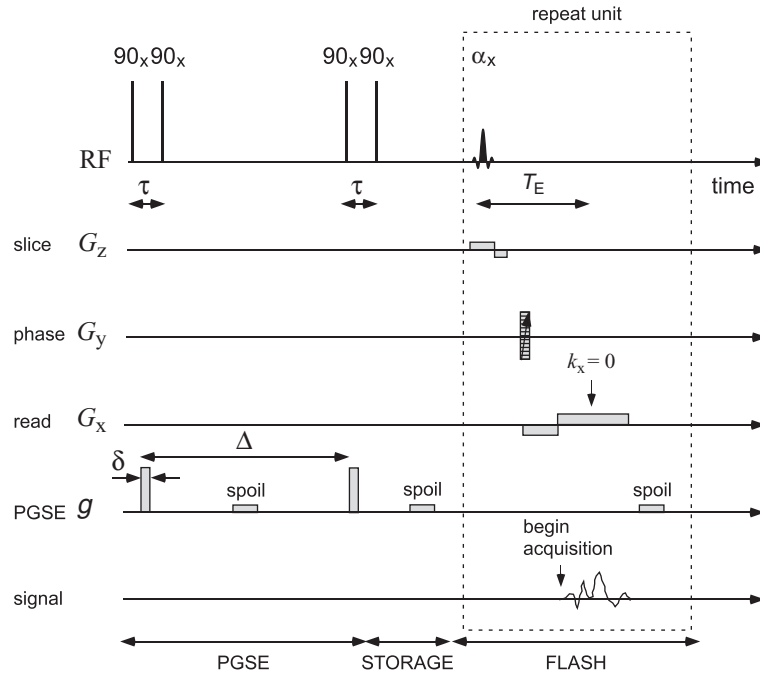 repeat unit
90x90x 90x90x αx
RF
τ τ TE time
slice Gz
phase Gy
kx = 0
read Gx
Δ
δ
spoil spoil spoil
PGSE g
begin
acquisition
signal
PGSE STORAGE FLASH